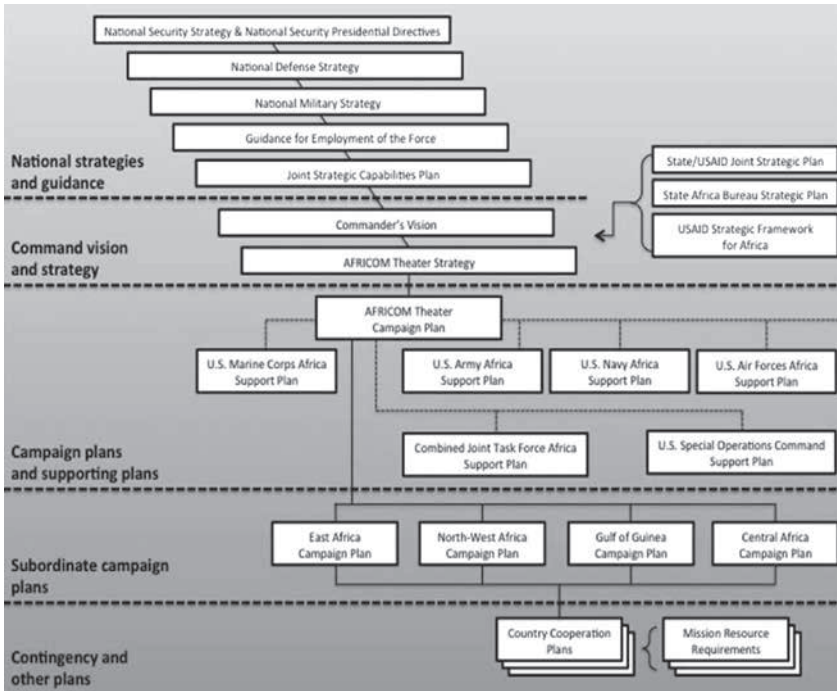 National Security Strategy & National Security Presidential Directives
National Defense Strategy
National Military Strategy
Guidance for Employment of the Force
Joint Strategic Capabilities Plan
National strategies
and guidance
State/USAID Joint Strategic Plan
State Africa Bureau Strategic Plan
USAID Strategic Framework
for Africa
Commander's Vision
AFRICOM Theater Strategy
Command vision
and strategy
AFRICOM Theater
Campaign Plan
U.S. Marine Corps Africa
Support Plan
U.S. Army Africa
Support Plan
U.S. Navy Africa
Support Plan
U.S. Air Forces Africa
Support Plan
Combined Joint Task Force Africa
Support Plan
U.S. Special Operations Command
Support Plan
Campaign plans
and supporting plans
East Africa
Campaign Plan
North-West Africa
Campaign Plan
Gulf of Guinea
Campaign Plan
Central Africa
Campaign Plan
Subordinate campaign
plans
Country Cooperation
Plans
Mission Resource
Requirements
Contingency and
other plans